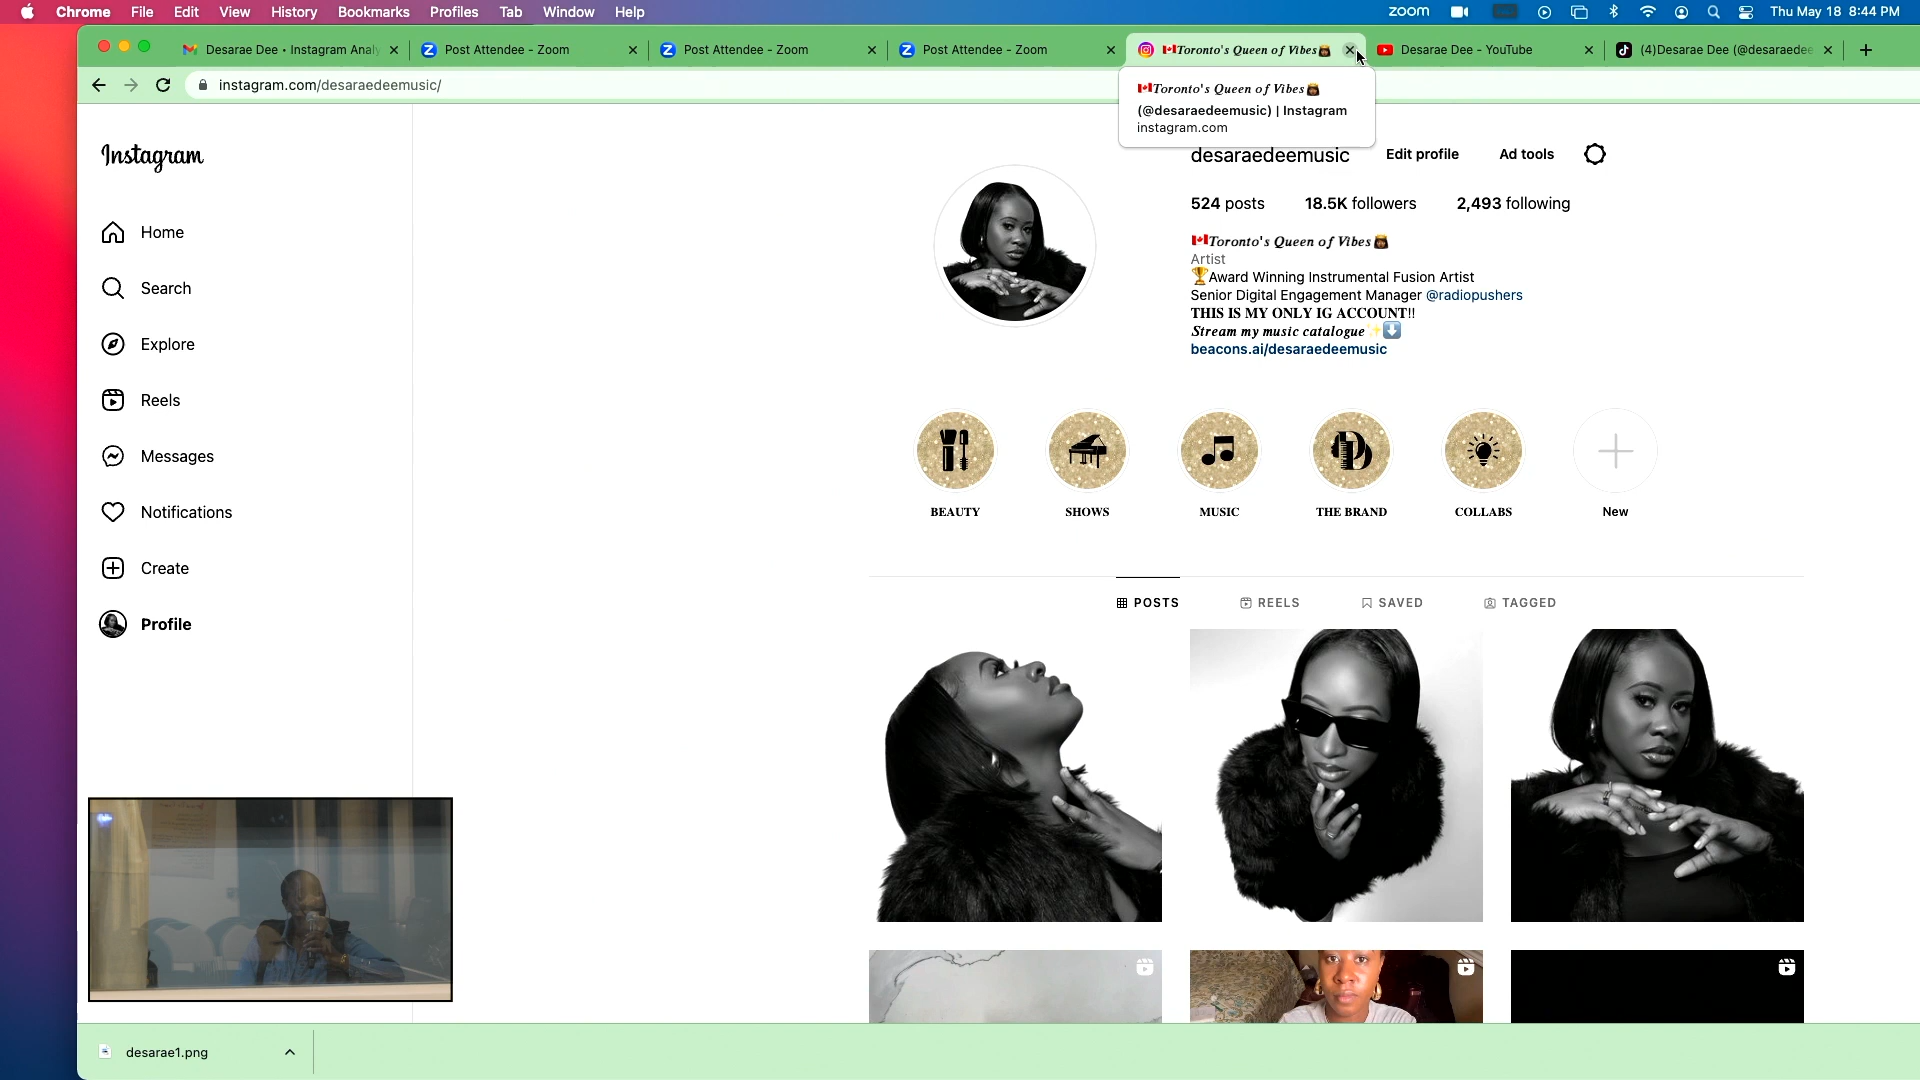 Chrome File Edit View History Bookmarks Profiles Tab Window Help zoom Thu May 18 8:44 PM
Desarae Dee • Instagram Analy
Post Attendee - Zoom
Post Attendee - Zoom
Post Attendee - Zoom
🇨🇦Toronto's Queen of Vibes
Desarae Dee - YouTube
(4)Desarae Dee (@desaraedee
instagram.com/desaraedeemusic/
🇨🇦Toronto's Queen of Vibes
(@desaraedeemusic) | Instagram
instagram.com
Instagram
Home
Search
Explore
Reels
Messages
Notifications
Create
Profile
desaraedeemusic Edit profile Ad tools
524 posts 18.5K followers 2,493 following
🇨🇦Toronto's Queen of Vibes
Artist
🏆Award Winning Instrumental Fusion Artist
Senior Digital Engagement Manager @radiopushers
THIS IS MY ONLY IG ACCOUNT!!
Stream my music catalogue✨⬇️
beacons.ai/desaraedeemusic
BEAUTY SHOWS MUSIC THE BRAND COLLABS New
POSTS REELS SAVED TAGGED
desarae1.png